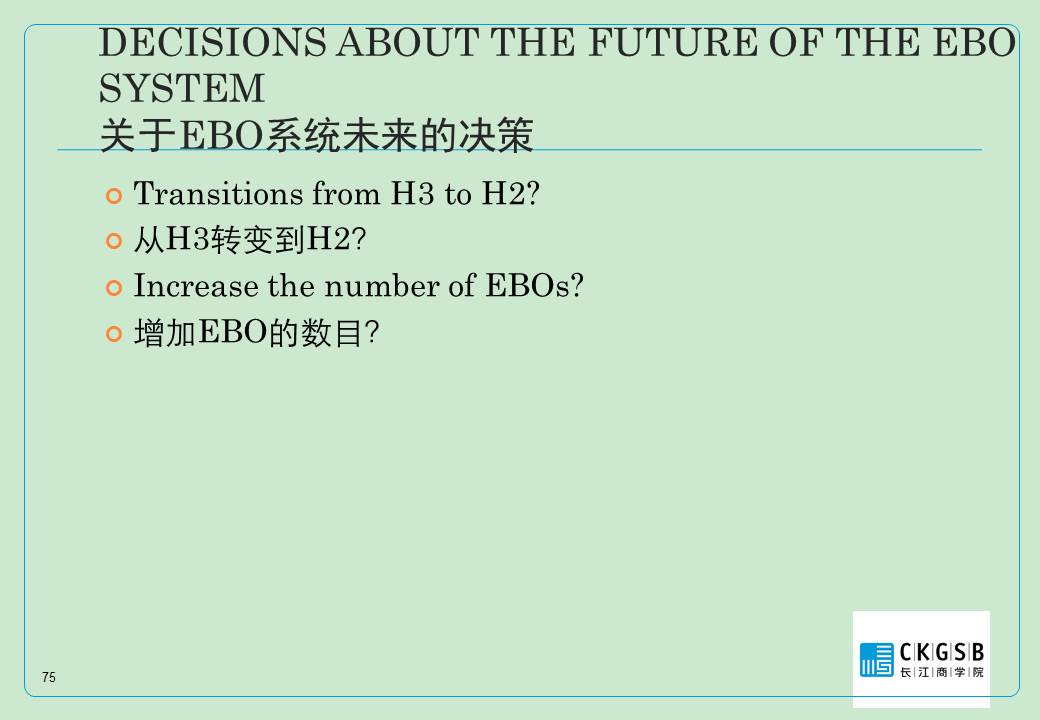 DECISIONS ABOUT THE FUTURE OF THE EBO
SYSTEM
关于EBO系统未来的决策
Transitions from H3 to H2?
从H3转变到H2?
Increase the number of EBOs?
增加EBO的数目?
CKGSB
长江商学院
75